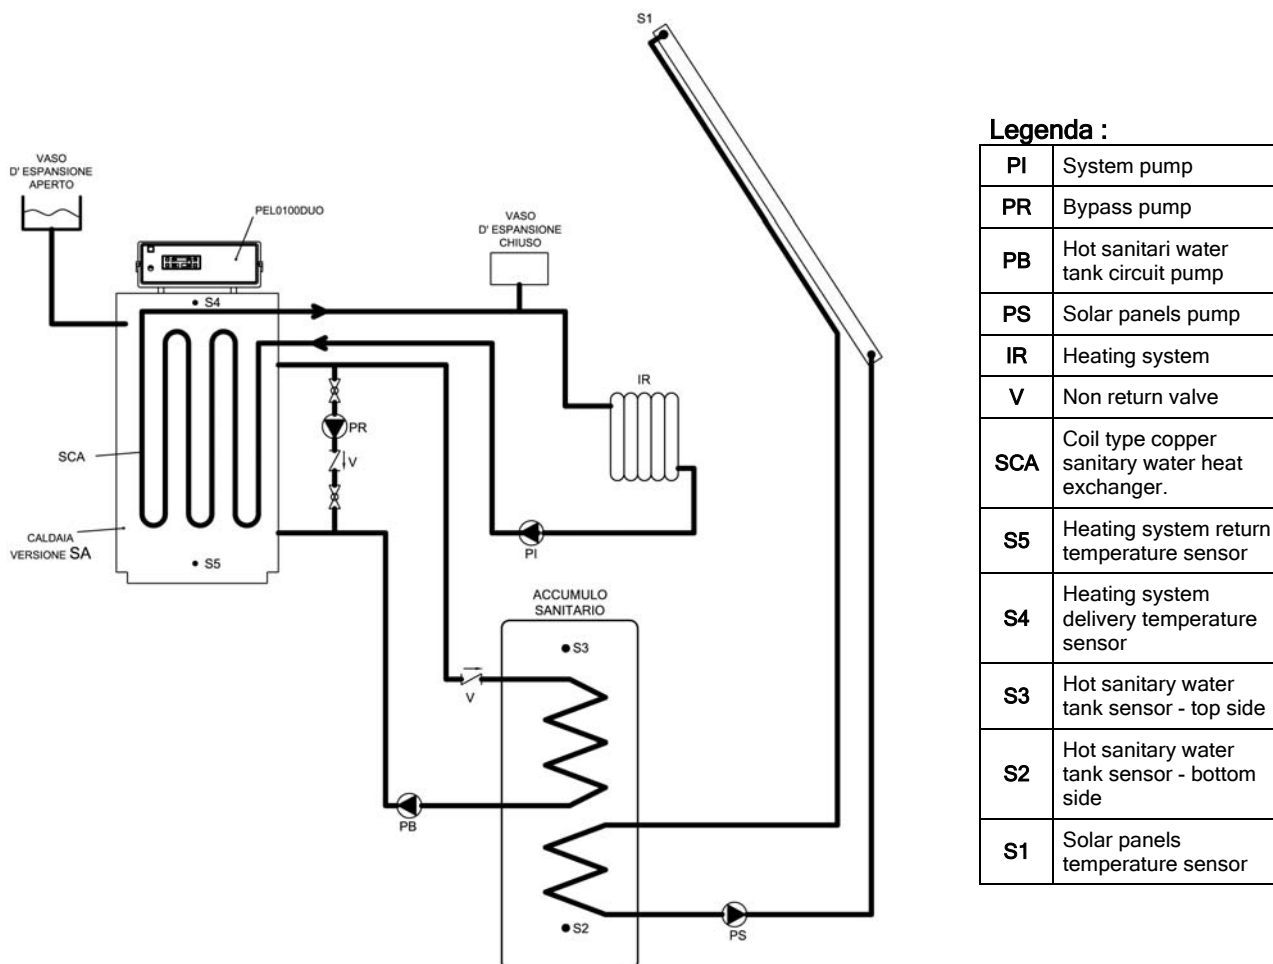 S1
VASO
D' ESPANSIONE
APERTO
PEL0100DUO
VASO
D' ESPANSIONE
CHIUSO
S4
IR
PR
V
SCA
CALDAIA
VERSIONE SA
S5
PI
ACCUMULO
SANITARIO
S3
V
PB
S2
PS
Legenda :
PI System pump
PR Bypass pump
PB Hot sanitari water
tank circuit pump
PS Solar panels pump
IR Heating system
V Non return valve
SCA Coil type copper
sanitary water heat
exchanger.
S5 Heating system return
temperature sensor
S4 Heating system
delivery temperature
sensor
S3 Hot sanitary water
tank sensor - top side
S2 Hot sanitary water
tank sensor - bottom
side
S1 Solar panels
temperature sensor